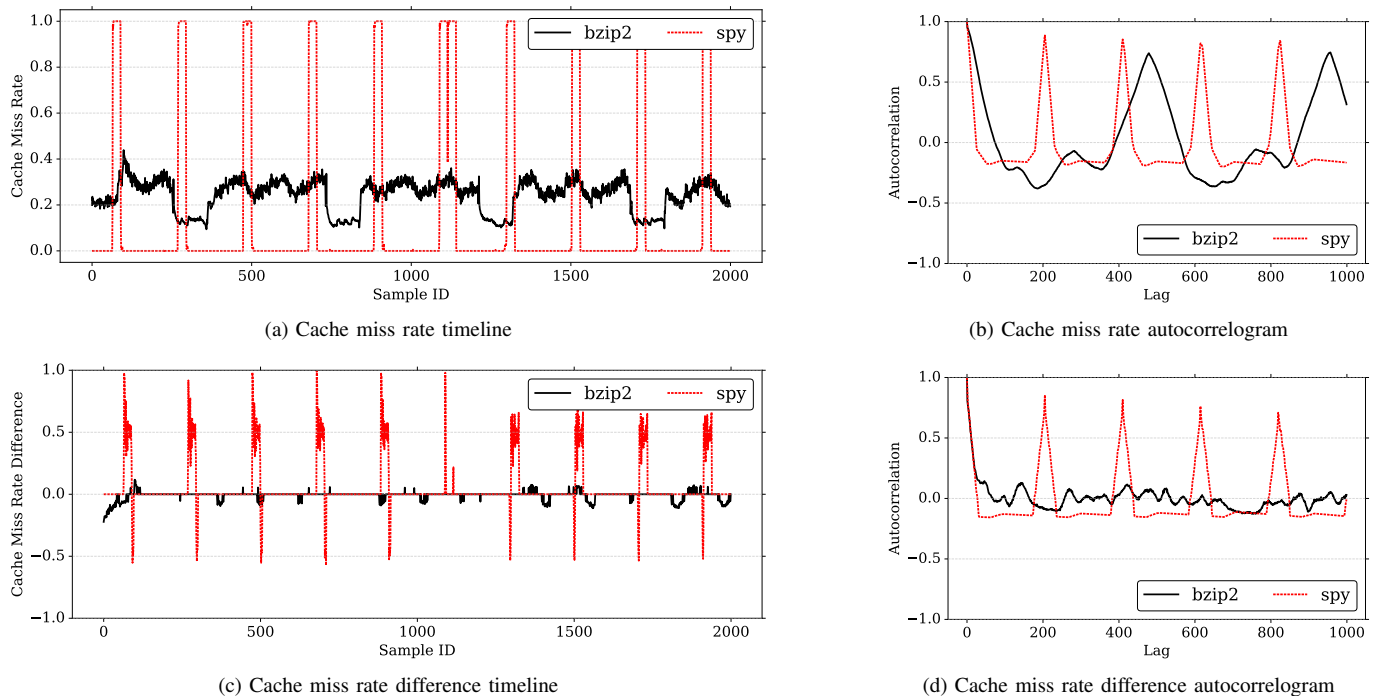 1.0
0.8
0.6
0.4
0.2
0.0
Cache Miss Rate
bzip2 spy
0 500 1000 1500 2000
Sample ID
(a) Cache miss rate timeline
1.0
0.5
0.0
−0.5
−1.0
Autocorrelation
bzip2 spy
0 200 400 600 800 1000
Lag
(b) Cache miss rate autocorrelogram
1.0
0.5
0.0
−0.5
−1.0
Cache Miss Rate Difference
bzip2 spy
0 500 1000 1500 2000
Sample ID
(c) Cache miss rate difference timeline
1.0
0.5
0.0
−0.5
−1.0
Autocorrelation
bzip2 spy
0 200 400 600 800 1000
Lag
(d) Cache miss rate difference autocorrelogram